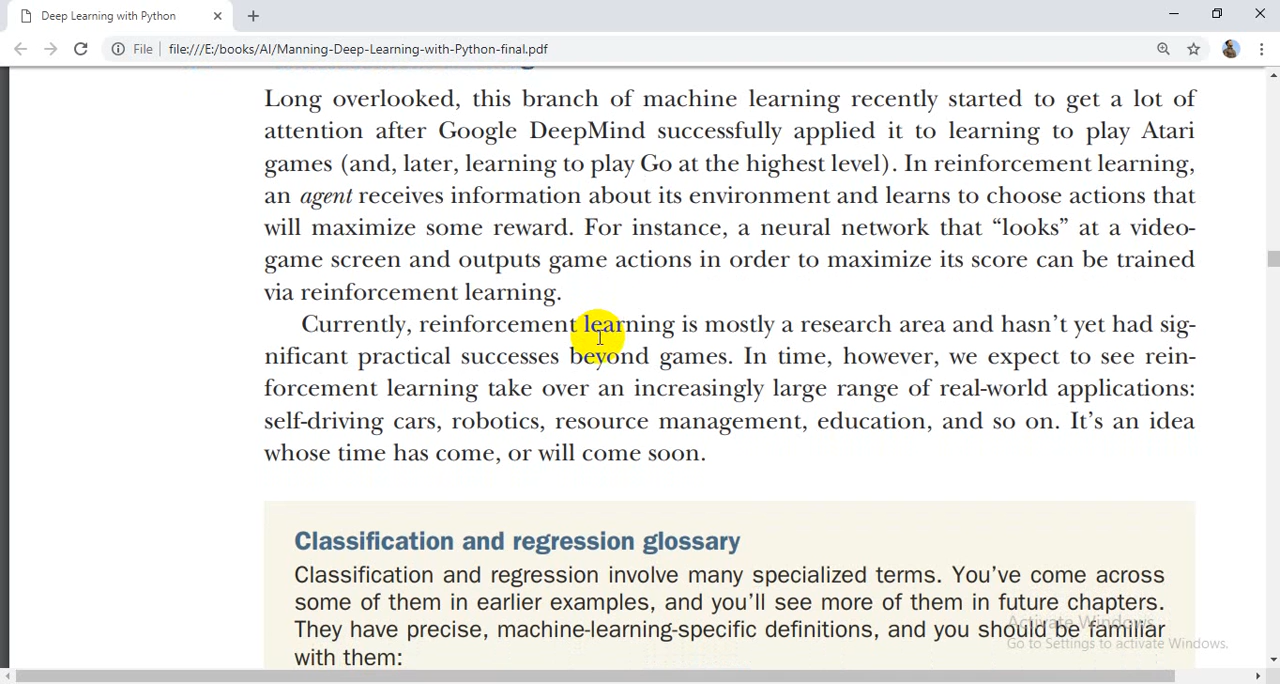 Deep Learning with Python
File
file:///E:/books/AI/Manning-Deep-Learning-with-Python-final.pdf
Long overlooked, this branch of machine learning recently started to get a lot of
attention after Google DeepMind successfully applied it to learning to play Atari
games (and, later, learning to play Go at the highest level). In reinforcement learning,
an agent receives information about its environment and learns to choose actions that
will maximize some reward. For instance, a neural network that “looks” at a video-
game screen and outputs game actions in order to maximize its score can be trained
via reinforcement learning.
Currently, reinforcement learning is mostly a research area and hasn’t yet had sig-
nificant practical successes beyond games. In time, however, we expect to see rein-
forcement learning take over an increasingly large range of real-world applications:
self-driving cars, robotics, resource management, education, and so on. It’s an idea
whose time has come, or will come soon.
Classification and regression glossary
Classification and regression involve many specialized terms. You’ve come across
some of them in earlier examples, and you’ll see more of them in future chapters.
They have precise, machine-learning-specific definitions, and you should be familiar
with them:
Activate Windows
Go to Settings to activate Windows.